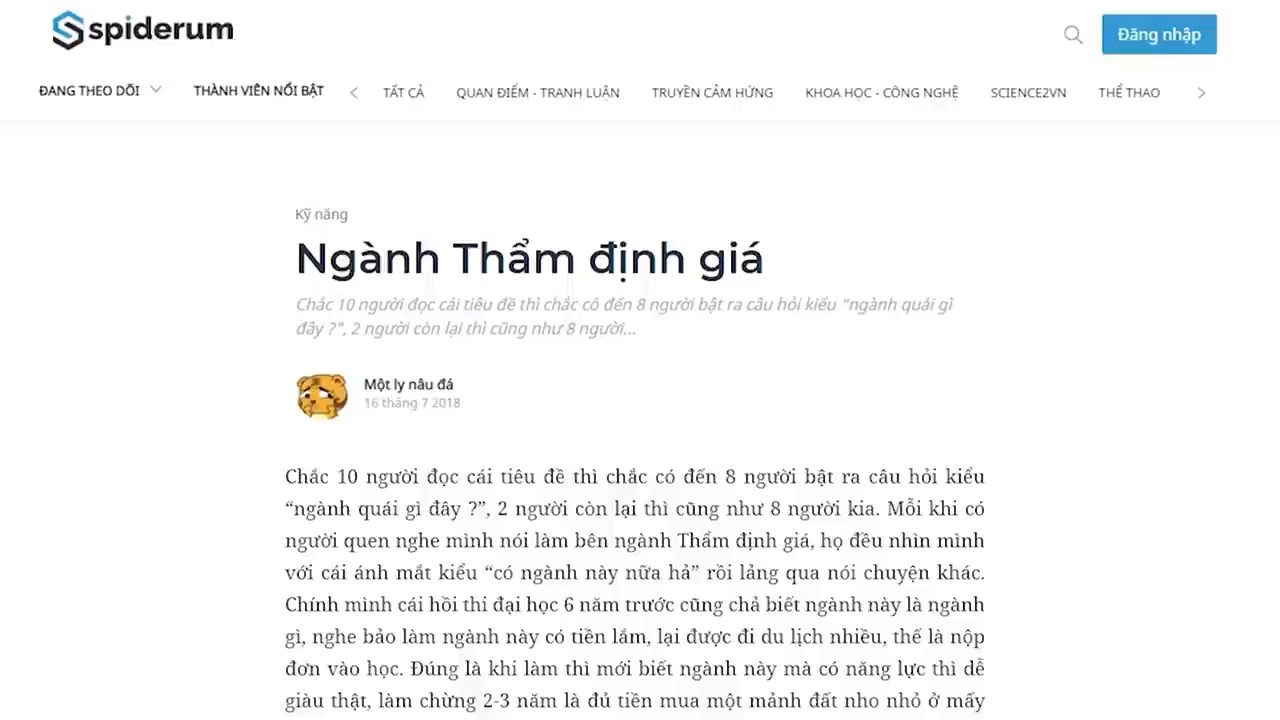 spiderum
Đăng nhập
ĐANG THEO DÕI THÀNH VIÊN NỔI BẬT TẤT CẢ QUAN ĐIỂM - TRANH LUẬN TRUYỀN CẢM HỨNG KHOA HỌC - CÔNG NGHỆ SCIENCE2VN THỂ THAO
Kỹ năng
Ngành Thẩm định giá
Chắc 10 người đọc cái tiêu đề thì chắc có đến 8 người bật ra câu hỏi kiểu "ngành quái gì
đây ?", 2 người còn lại thì cũng như 8 người...
Một ly nâu đá
16 tháng 7 2018
Chắc 10 người đọc cái tiêu đề thì chắc có đến 8 người bật ra câu hỏi kiểu
“ngành quái gì đây ?”, 2 người còn lại thì cũng như 8 người kia. Mỗi khi có
người quen nghe mình nói làm bên ngành Thẩm định giá, họ đều nhìn mình
với cái ánh mắt kiểu “có ngành này nữa hả” rồi lảng qua nói chuyện khác.
Chính mình cái hồi thi đại học 6 năm trước cũng chả biết ngành này là ngành
gì, nghe bảo làm ngành này có tiền lắm, lại được đi du lịch nhiều, thế là nộp
đơn vào học. Đúng là khi làm thì mới biết ngành này mà có năng lực thì dễ
giàu thật, làm chừng 2-3 năm là đủ tiền mua một mảnh đất nho nhỏ ở mấy